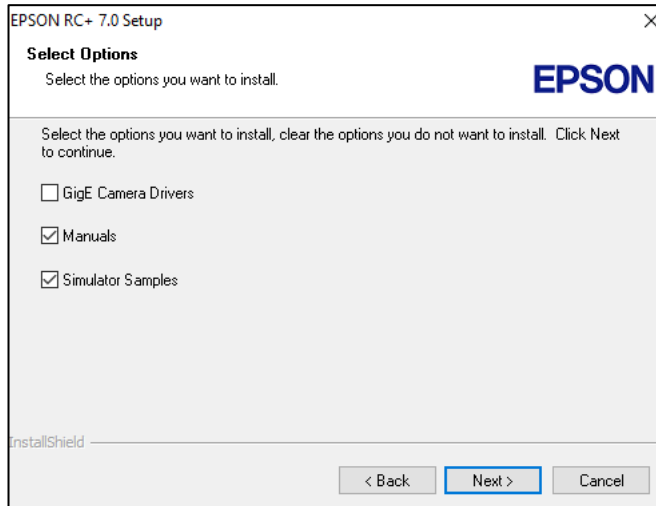 EPSON RC+ 7.0 Setup
Select Options
Select the options you want to install.
EPSON
Select the options you want to install, clear the options you do not want to install. Click Next
to continue.
GigE Camera Drivers
Manuals
Simulator Samples
InstallShield
< Back
Next >
Cancel